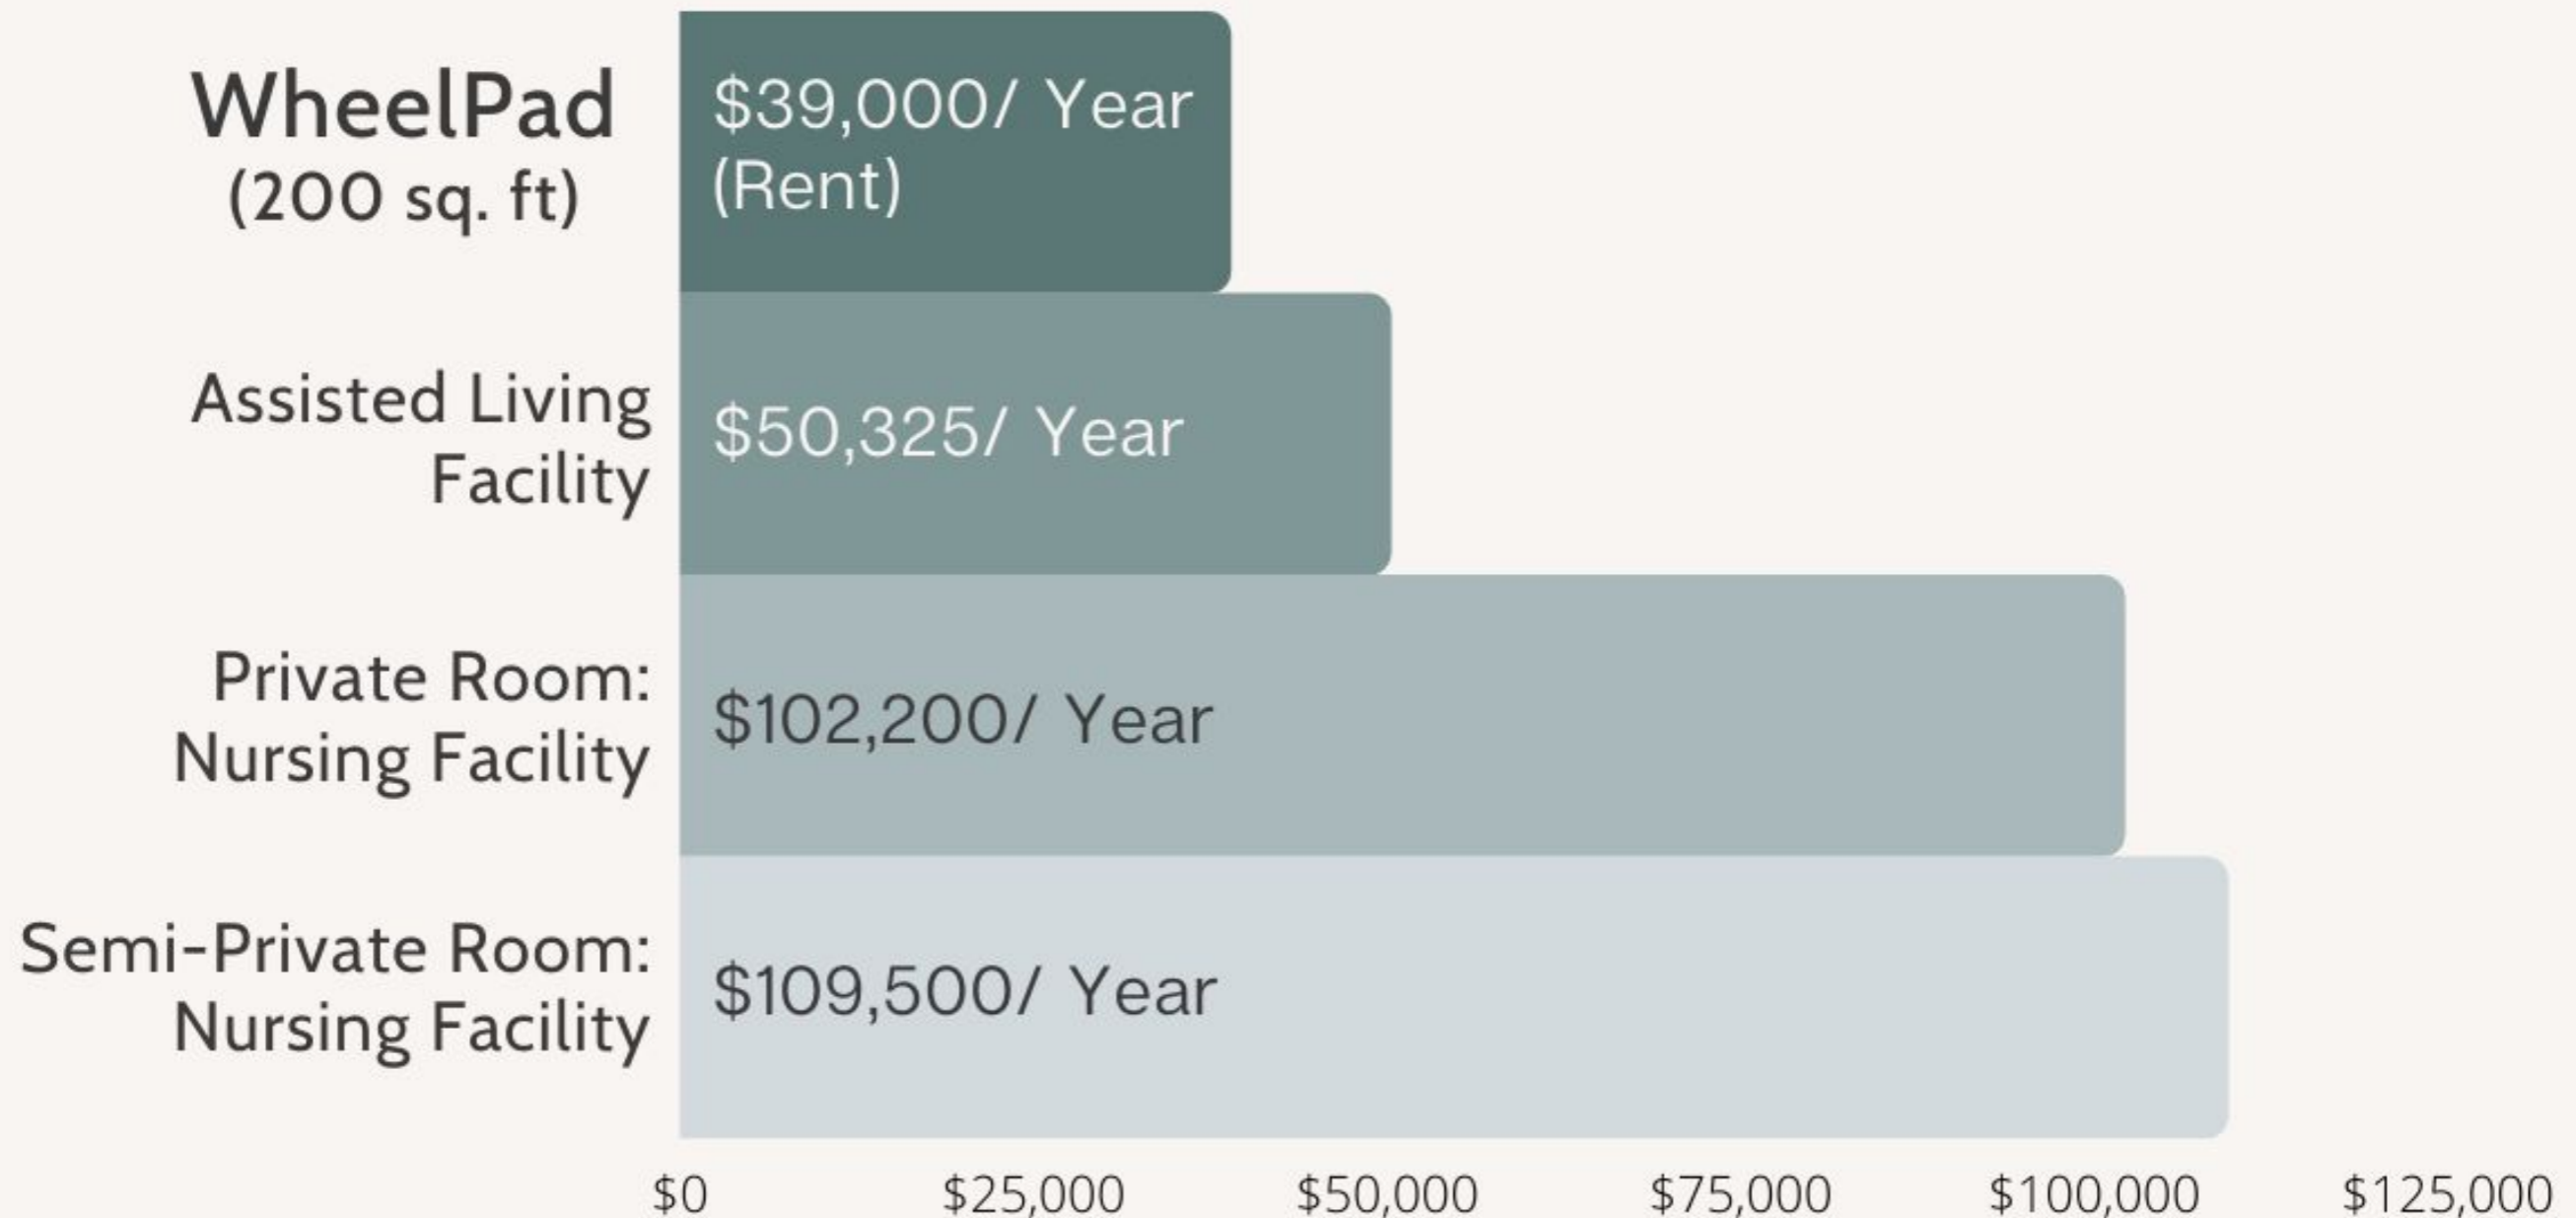 WheelPad
(200 sq. ft)
$39,000/ Year
(Rent)
Assisted Living
Facility
$50,325/ Year
Private Room:
Nursing Facility
$102,200/ Year
Semi-Private Room:
Nursing Facility
$109,500/ Year
$0 $25,000 $50,000 $75,000 $100,000 $125,000